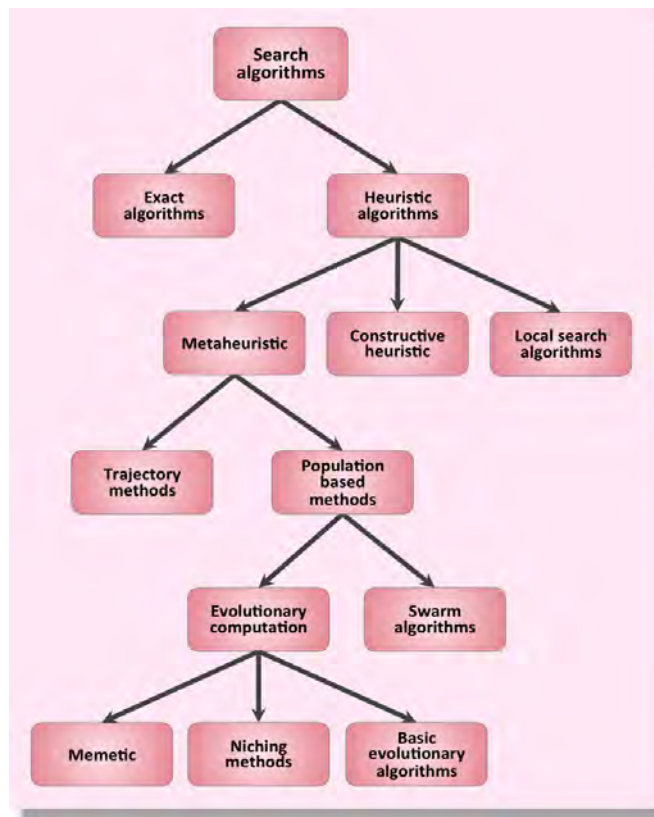 Search
algorithms
Exact
algorithms
Heuristic
algorithms
Metaheuristic
Constructive
heuristic
Local search
algorithms
Trajectory
methods
Population
based
methods
Evolutionary
computation
Swarm
algorithms
Memetic
Niching
methods
Basic
evolutionary
algorithms